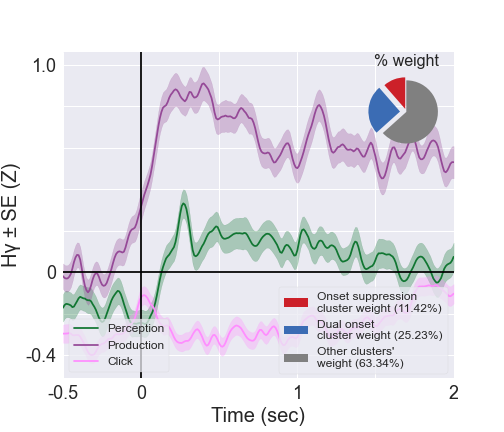 % weight
1.0
0
-0.4
Hγ ± SE (Z)
Perception
Production
Click
Onset suppression
cluster weight (11.42%)
Dual onset
cluster weight (25.23%)
Other clusters'
weight (63.34%)
-0.5
0
1
2
Time (sec)